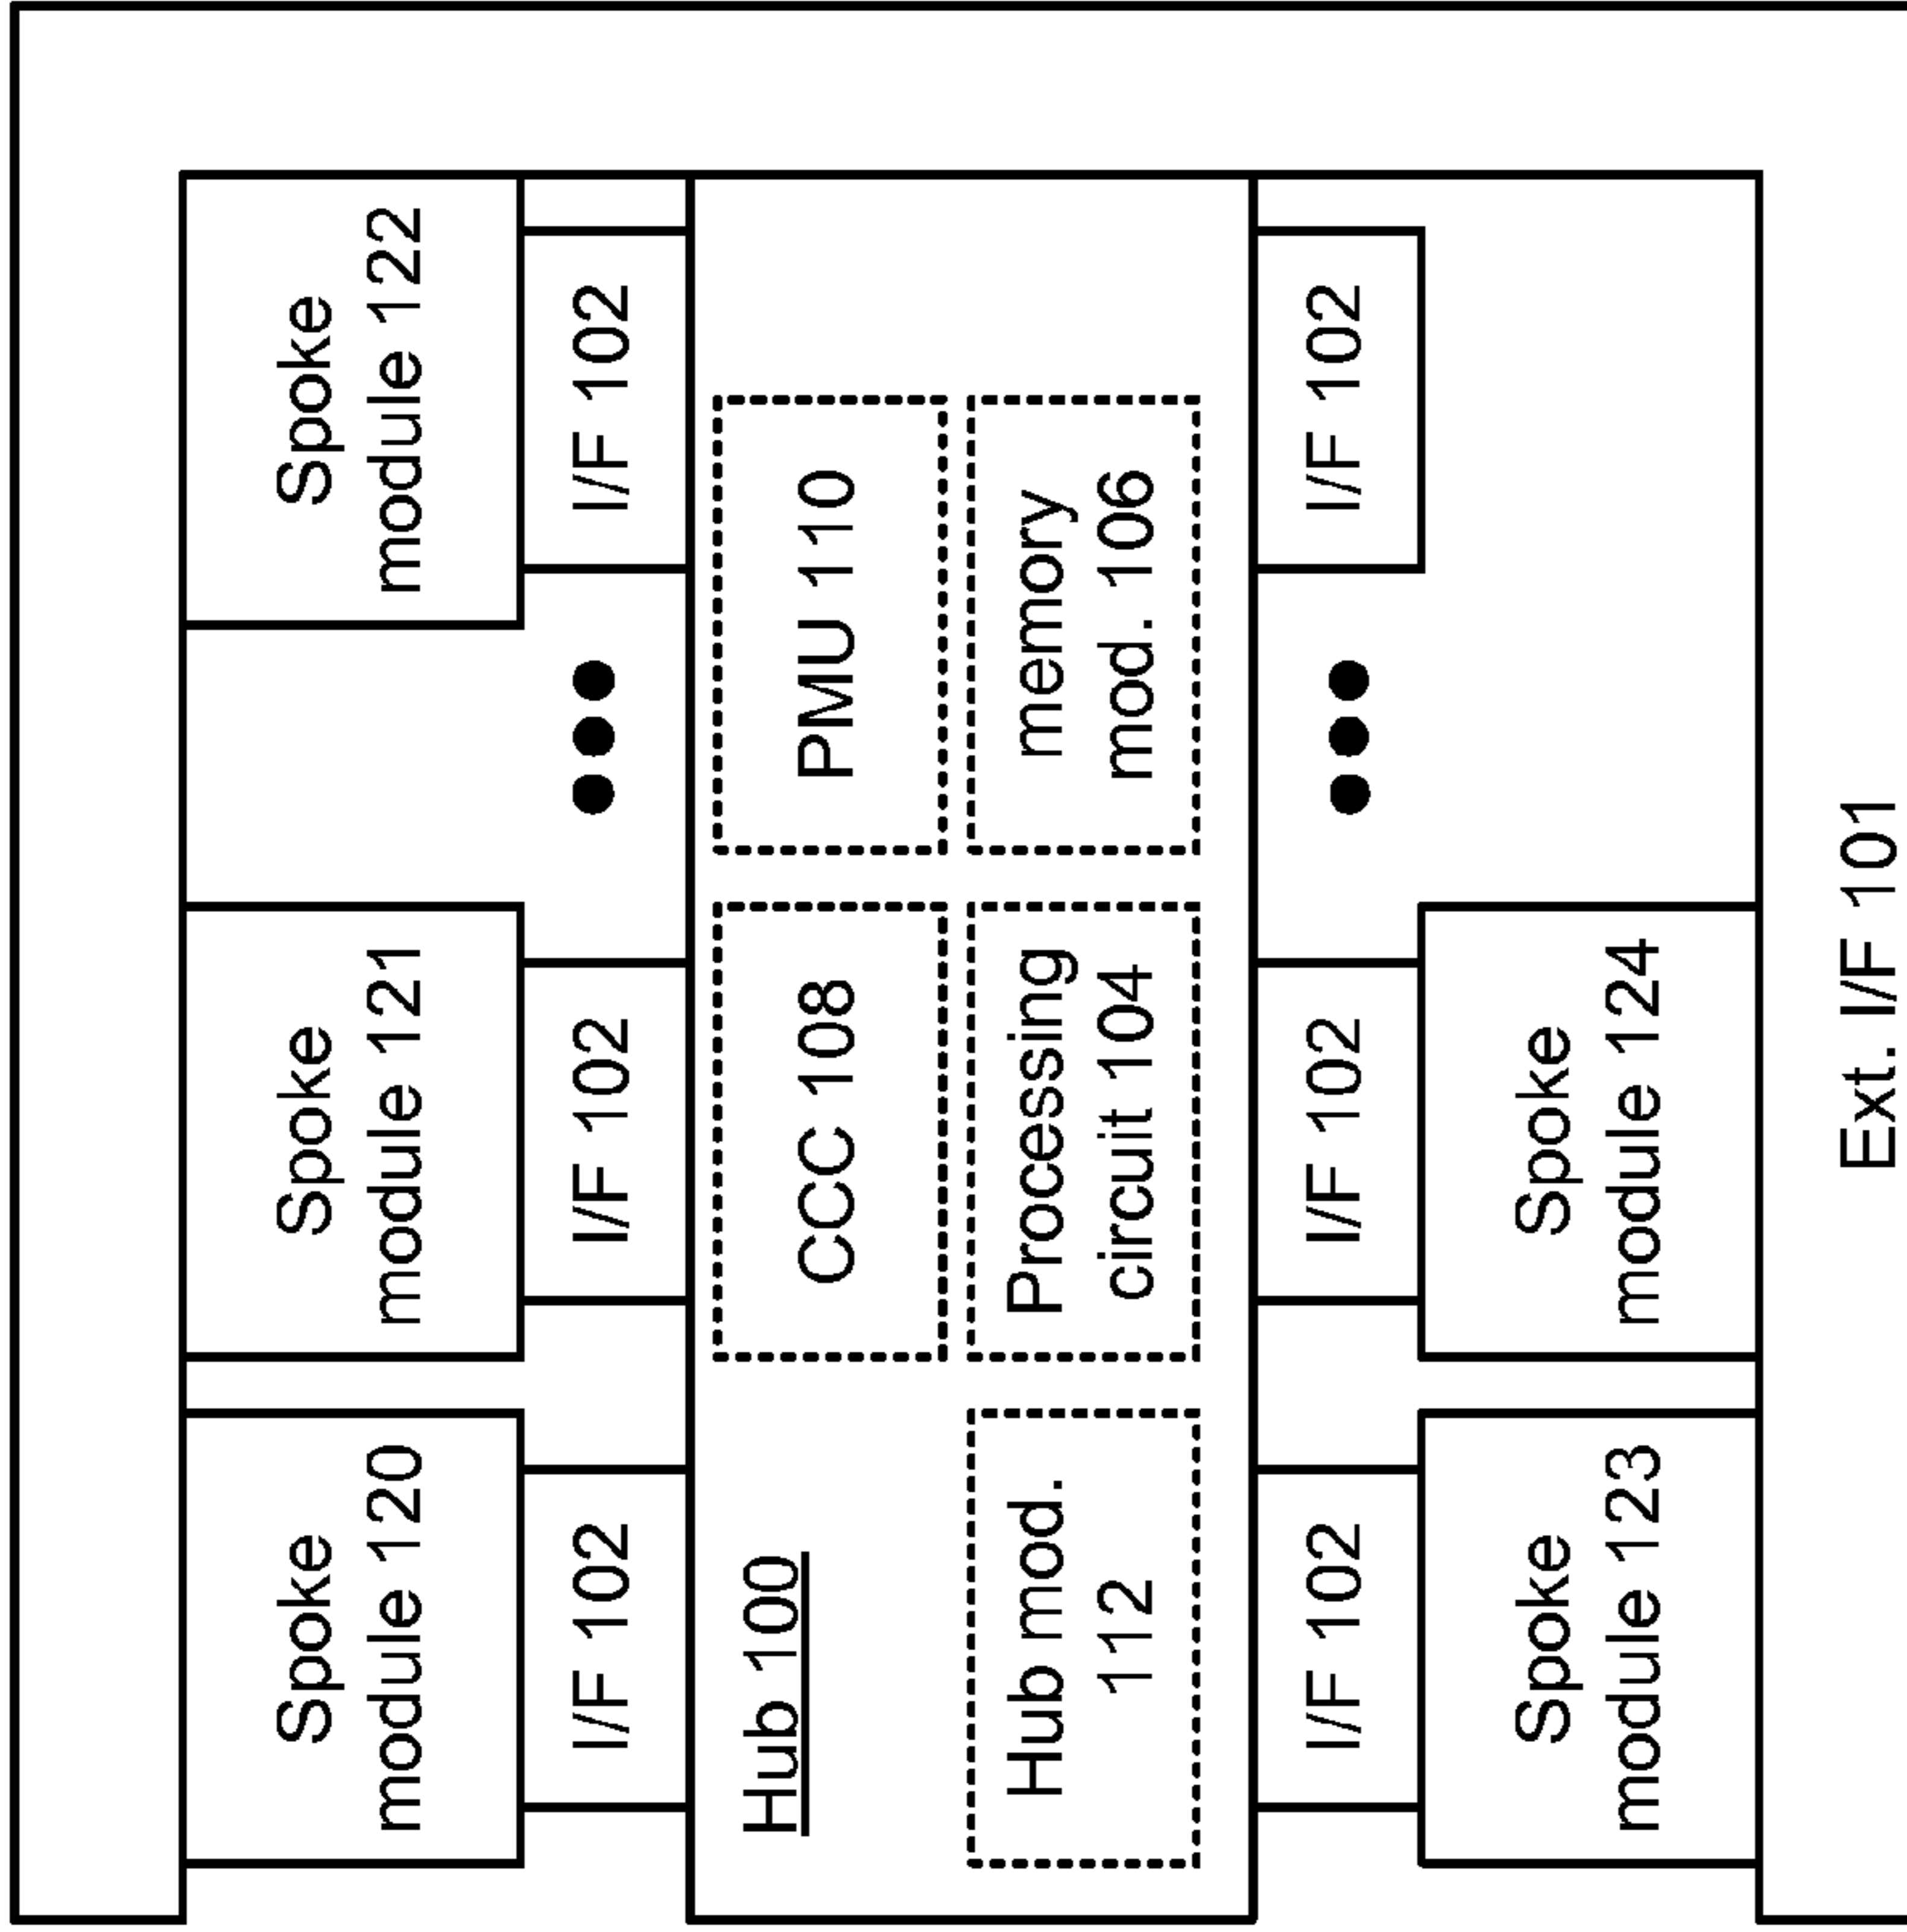 Spoke
module 120
Spoke
module 121
Spoke
module 122
I/F 102
I/F 102
I/F 102
Hub 100
CCC 108
PMU 110
Hub mod.
112
Processing
circuit 104
memory
mod. 106
I/F 102
I/F 102
I/F 102
Spoke
module 123
Spoke
module 124
Ext. I/F 101